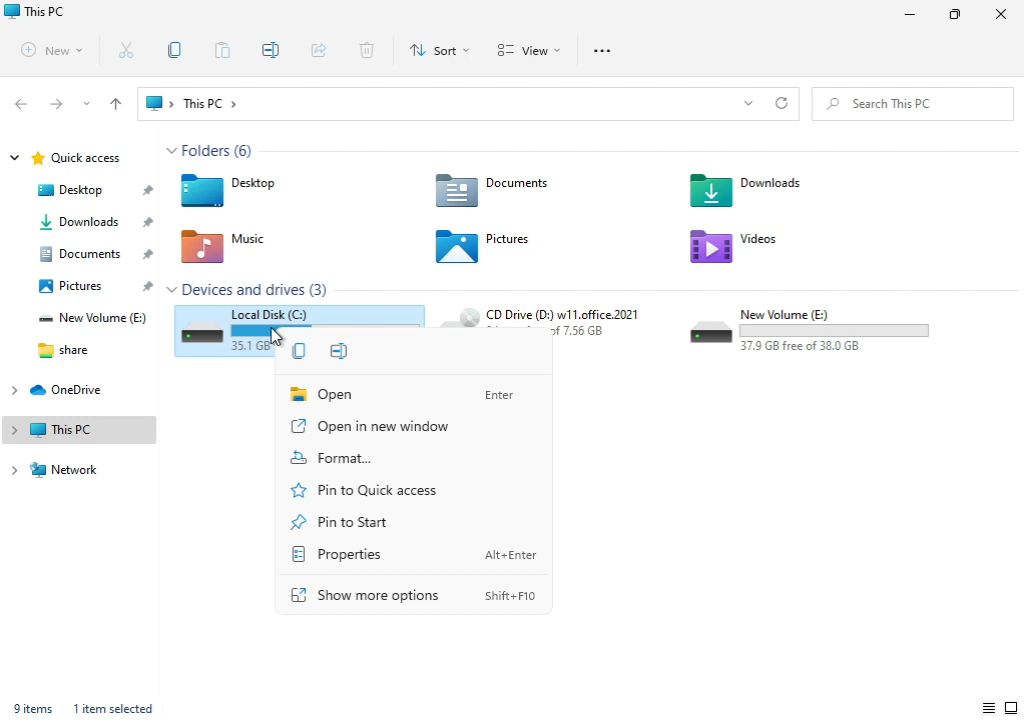 This PC
New
Sort
View
This PC
Search This PC
Quick access
Desktop
Downloads
Documents
Pictures
New Volume (E:)
share
OneDrive
This PC
Network
Folders (6)
Desktop
Documents
Downloads
Music
Pictures
Videos
Devices and drives (3)
Local Disk (C:)
35.1 GB
CD Drive (D:) w11.office.2021
of 7.56 GB
New Volume (E:)
37.9 GB free of 38.0 GB
Open Enter
Open in new window
Format...
Pin to Quick access
Pin to Start
Properties Alt+Enter
Show more options Shift+F10
9 items 1 item selected